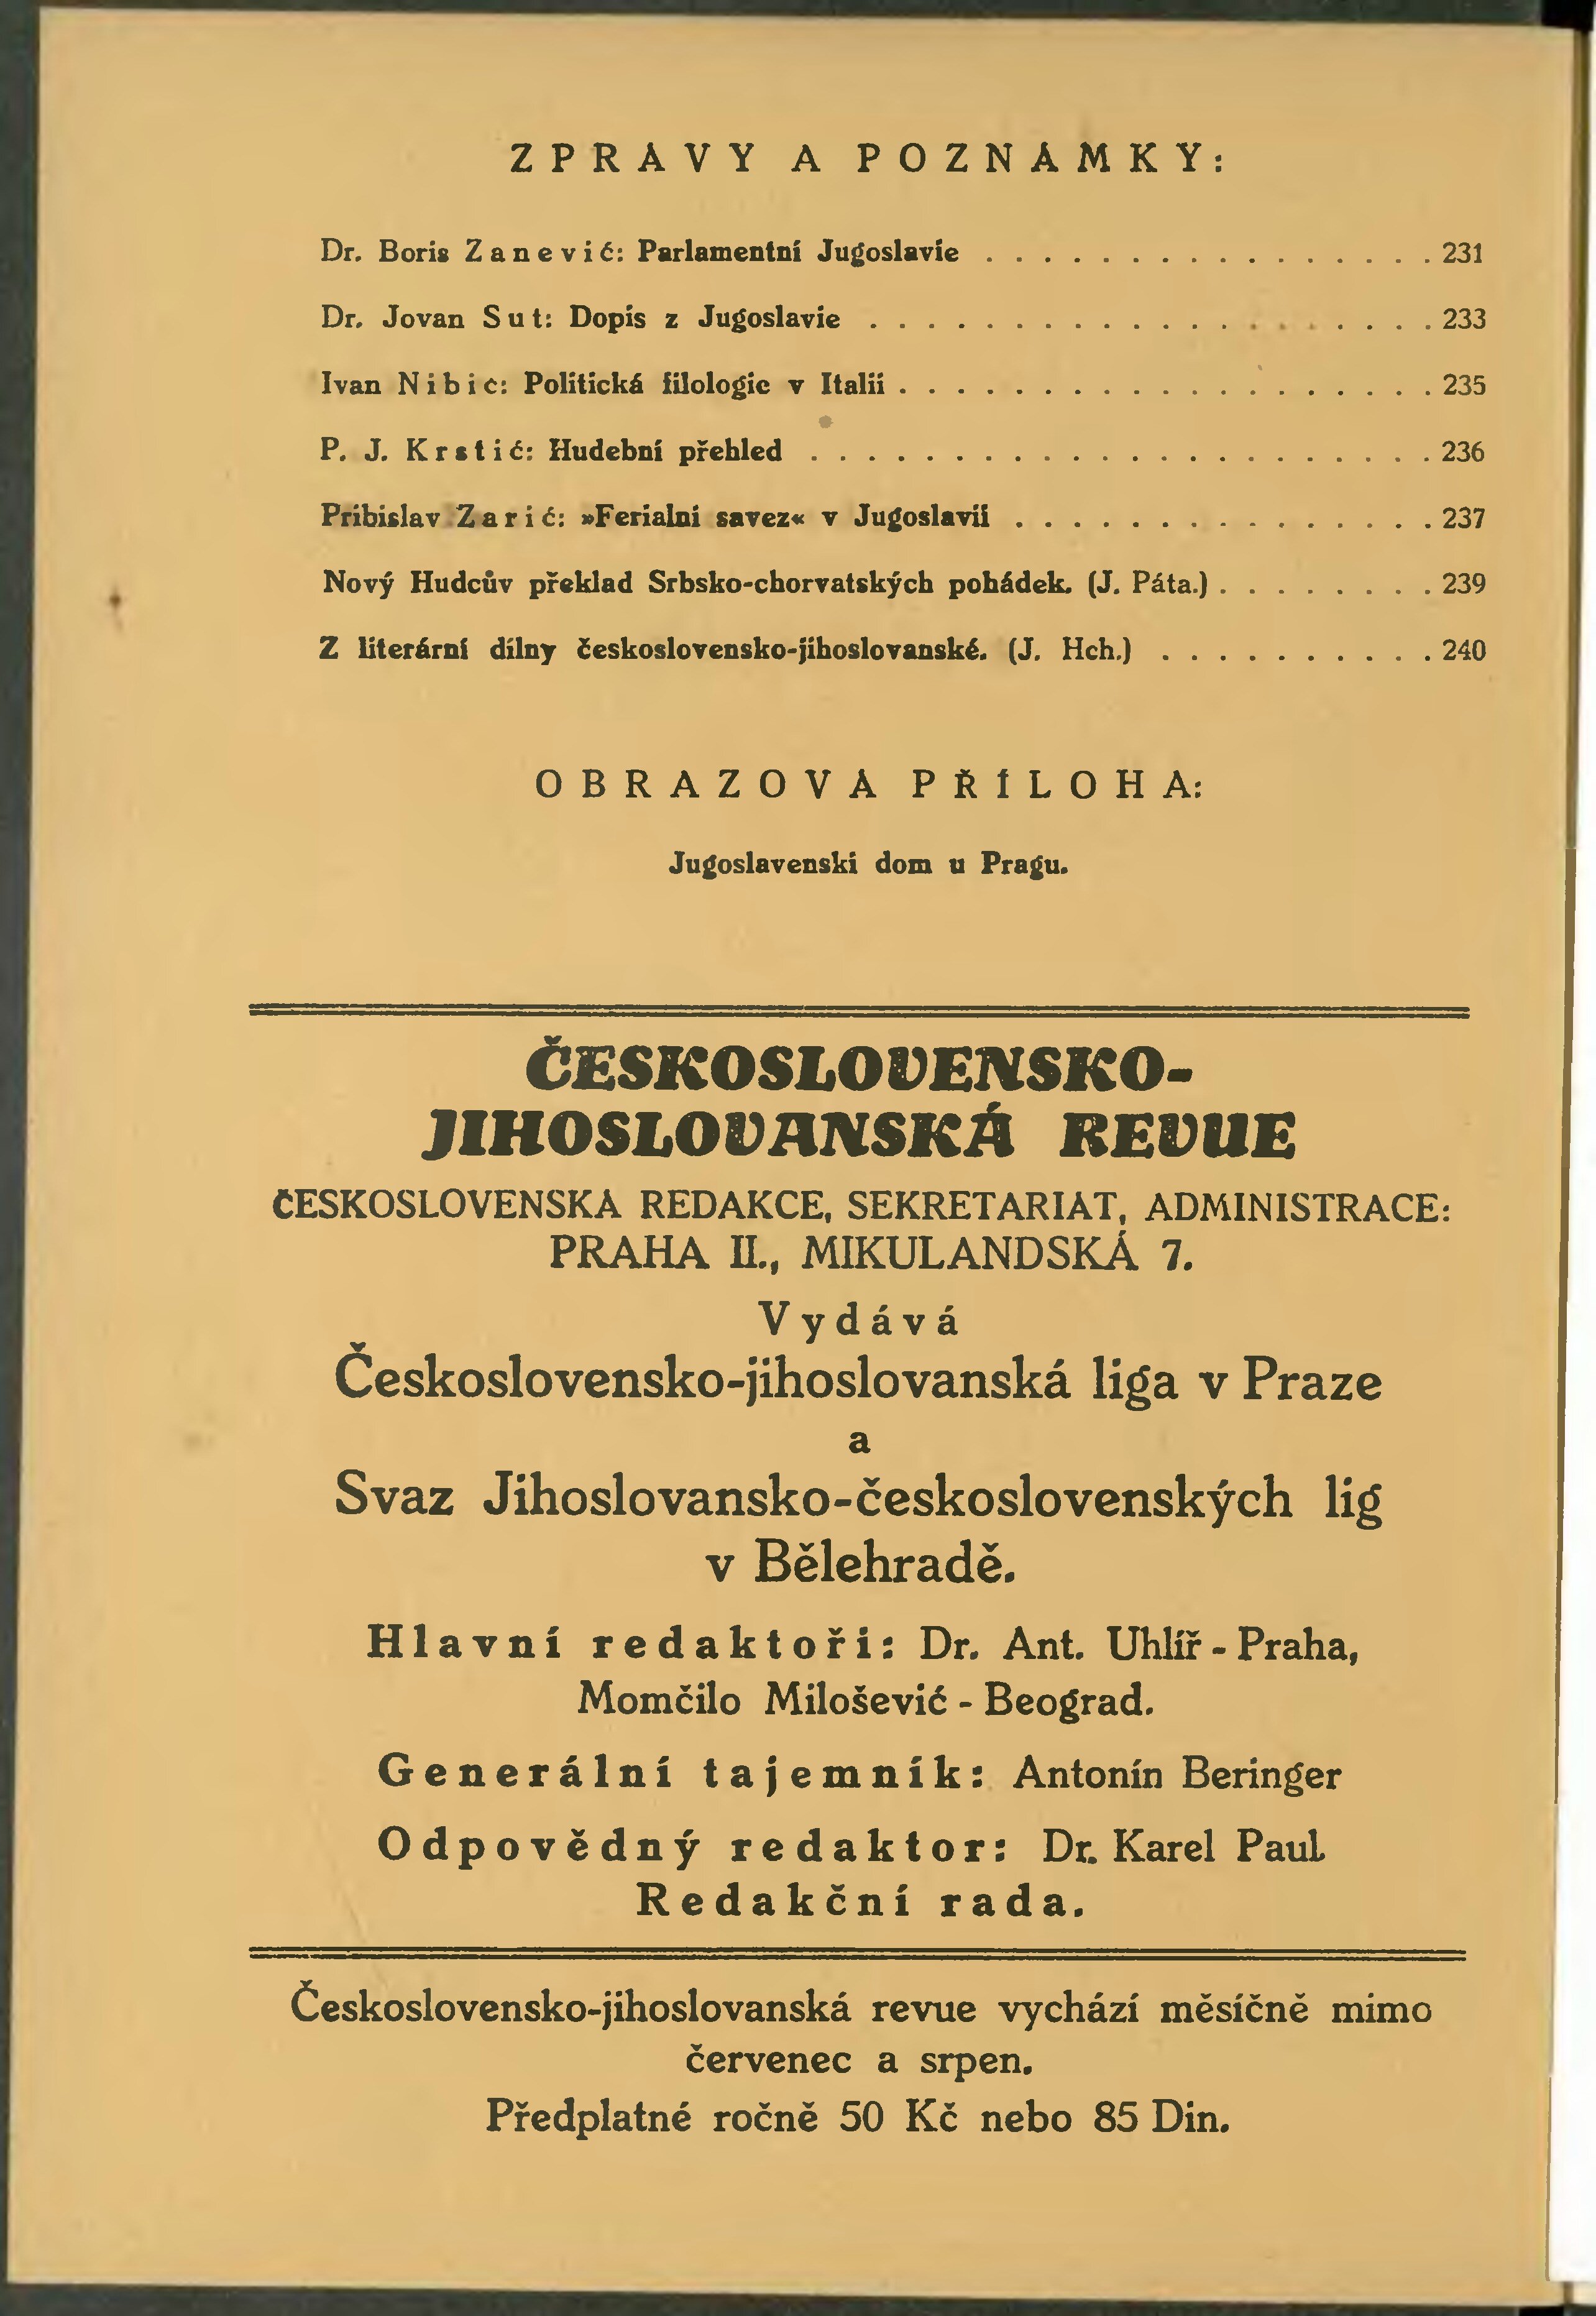 ZPRÁVY A POZNÁMKY:
Dr. Boris Zanević: Parlamentní Jugoslavie . . . . . . . . . . . . . . . . 231
Dr. Jovan Sut: Dopis z Jugoslavie . . . . . . . . . . . . . . . . . . . . 233
Ivan Nibic: Politická filologie v Italii . . . . . . . . . . . . . . . . . . . 235
P. J. Krstić: Hudební přehled . . . . . . . . . . . . . . . . . . . . . . 236
Pribislav Zarić: »Ferialni savez« v Jugoslavii . . . . . . . . . . . . . . . 237
Nový Hudcův překlad Srbsko-chorvatských pohádek. (J. Páta.) . . . . . . . . 239
Z literární dílny československo-jihoslovanské. (J. Hch.) . . . . . . . . . . 240
OBRAZOVÁ PŘÍLOHA:
Jugoslavenski dom u Pragu.
ČESKOSLOVENSKO-
JIHOSLOVANSKÁ REVUE
ČESKOSLOVENSKÁ REDAKCE, SEKRETARIÁT, ADMINISTRACE:
PRAHA II., MIKULANDSKÁ 7.
Vydává
Československo-jihoslovanská liga v Praze
a
Svaz Jihoslovansko-československých lig
v Bělehradě.
Hlavní redaktoři: Dr. Ant. Uhlíř - Praha,
Momčilo Milošević - Beograd.
Generální tajemník: Antonín Beringer
Odpovědný redaktor: Dr. Karel Paul.
Redakční rada.
Československo-jihoslovanská revue vychází měsíčně mimo
červenec a srpen.
Předplatné ročně 50 Kč nebo 85 Din.